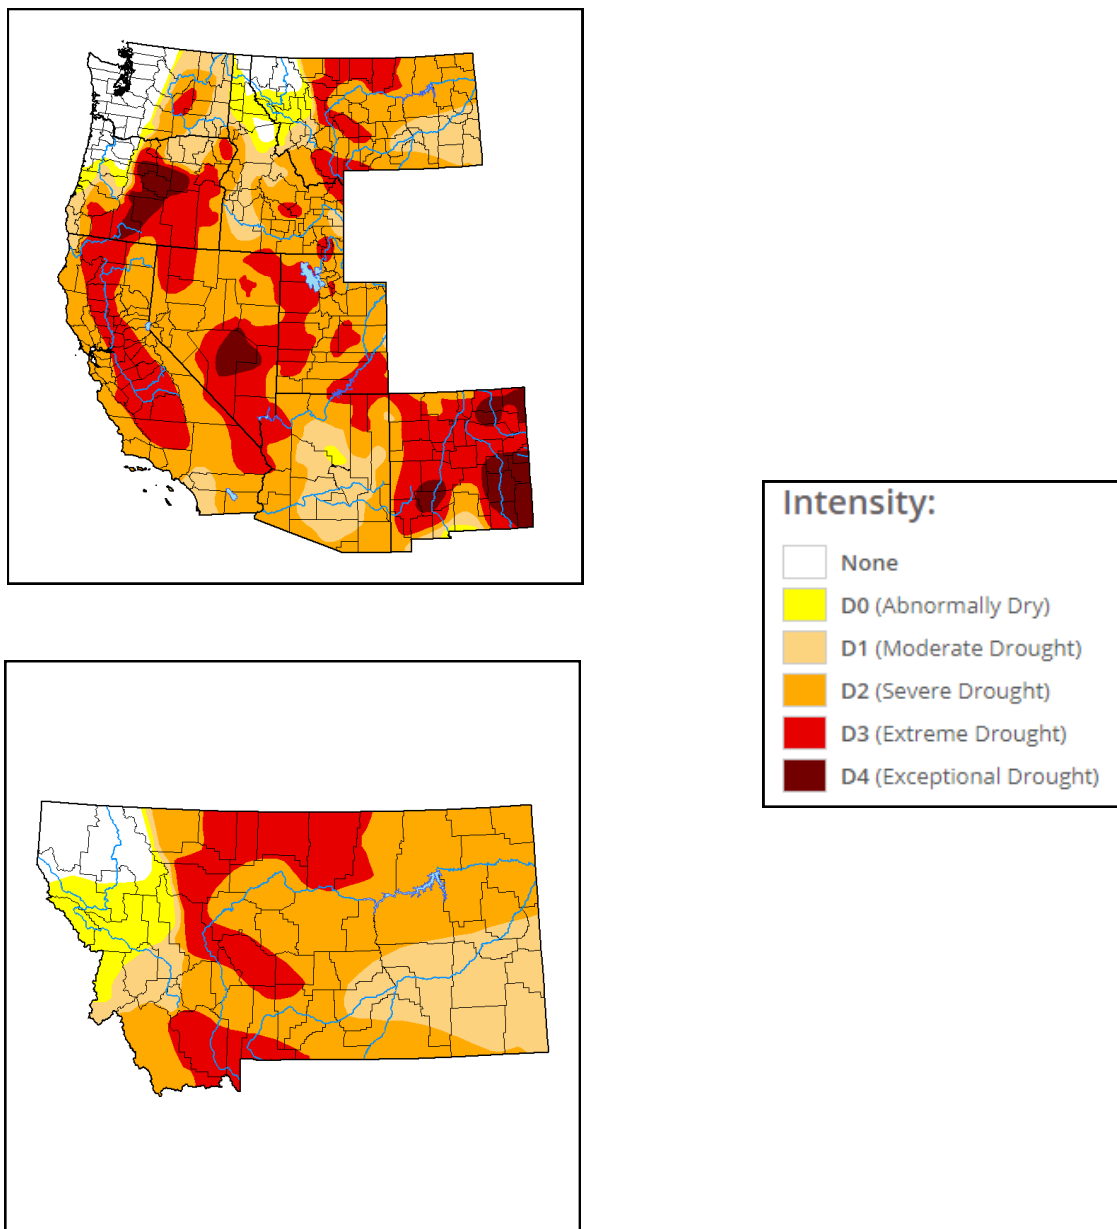 Intensity:
None
D0 (Abnormally Dry)
D1 (Moderate Drought)
D2 (Severe Drought)
D3 (Extreme Drought)
D4 (Exceptional Drought)